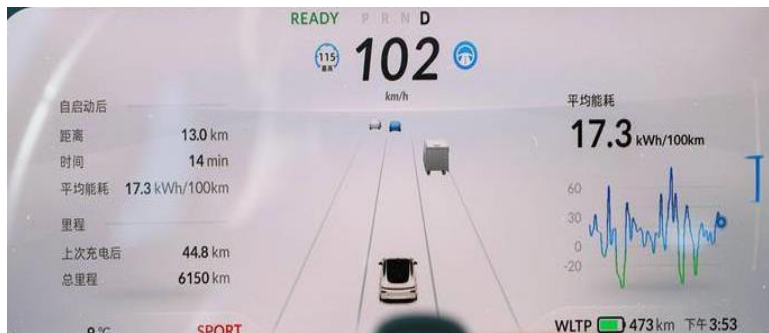 READY P R N D
115
最高
102
km/h
自启动后
距离 13.0 km
时间 14 min
平均能耗 17.3 kWh/100km
里程
上次充电后 44.8 km
总里程 6150 km
SPORT
平均能耗
17.3 kWh/100km
60
30
0
-20
WLTP 473 km 下午3:53